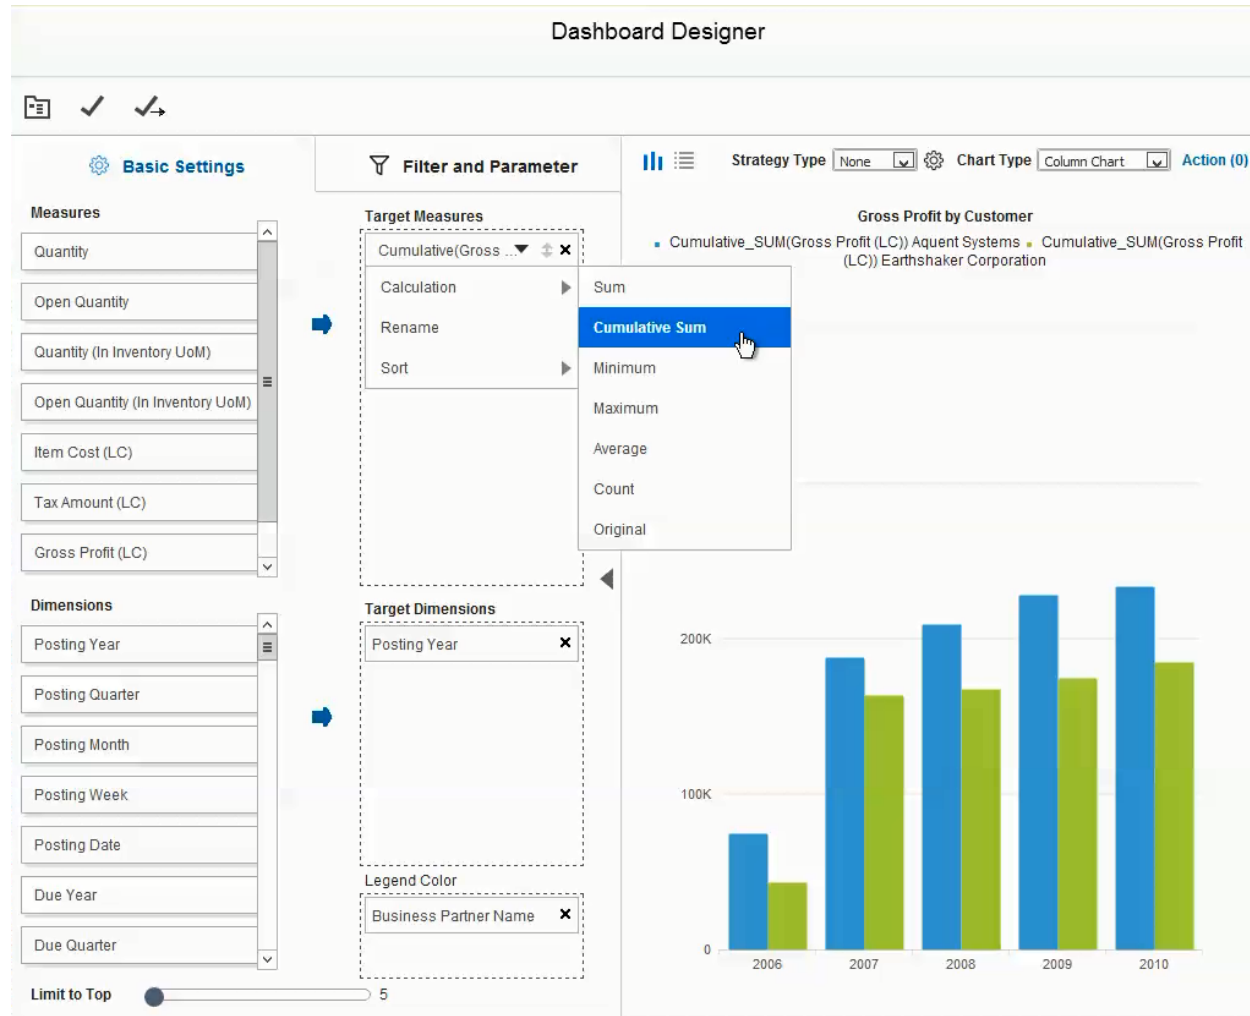 Dashboard Designer
Basic Settings
Filter and Parameter
Strategy Type None
Chart Type Column Chart
Action (0)
Measures
Quantity
Open Quantity
Quantity (In Inventory UoM)
Open Quantity (In Inventory UoM)
Item Cost (LC)
Tax Amount (LC)
Gross Profit (LC)
Target Measures
Cumulative(Gross ...
Calculation
Rename
Sort
Sum
Cumulative Sum
Minimum
Maximum
Average
Count
Original
Gross Profit by Customer
Cumulative_SUM(Gross Profit (LC)) Aquent Systems Cumulative_SUM(Gross Profit
(LC)) Earthshaker Corporation
Dimensions
Posting Year
Posting Quarter
Posting Month
Posting Week
Posting Date
Due Year
Due Quarter
Target Dimensions
Posting Year
Legend Color
Business Partner Name
Limit to Top 5
200K
100K
0
2006 2007 2008 2009 2010